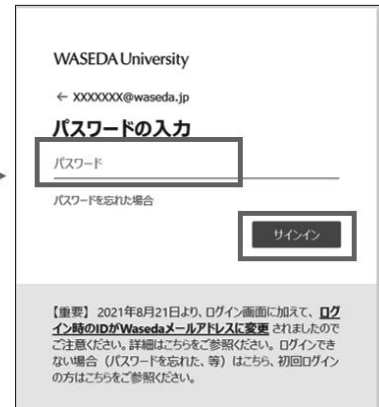 WASEDA University
← XXXXXXX@waseda.jp
パスワードの入力
パスワード
パスワードを忘れた場合
サインイン
【重要】 2021年8月21日より、ログイン画面に加えて、ログ
イン時のIDがWasedaメールアドレスに変更 されましたので
ご注意ください。詳細はこちらをご参照ください。ログインでき
ない場合（パスワードを忘れた、等）はこちら、初回ログイン
の方はこちらをご参照ください。